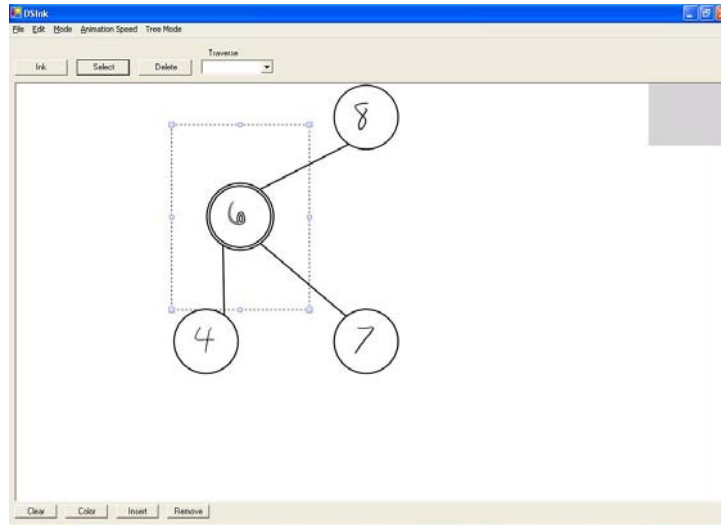 DSInk
File Edit Mode Animation Speed Tree Mode
Traverse
Ink Select Delete
8
6
4 7
Clear Color Insert Remove